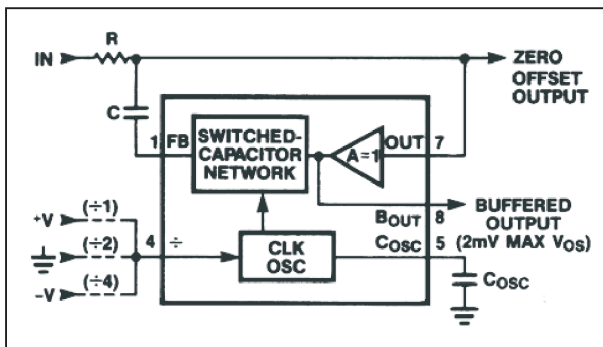 R
IN
ZERO
OFFSET
OUTPUT
C
1 FB
SWITCHED-
CAPACITOR
NETWORK
A=1
OUT 7
+V (÷1)
(÷2)
-V (÷4)
4 ÷
CLK
OSC
BOUT 8
COSC 5
BUFFERED
OUTPUT
(2mV MAX VOS)
COSC